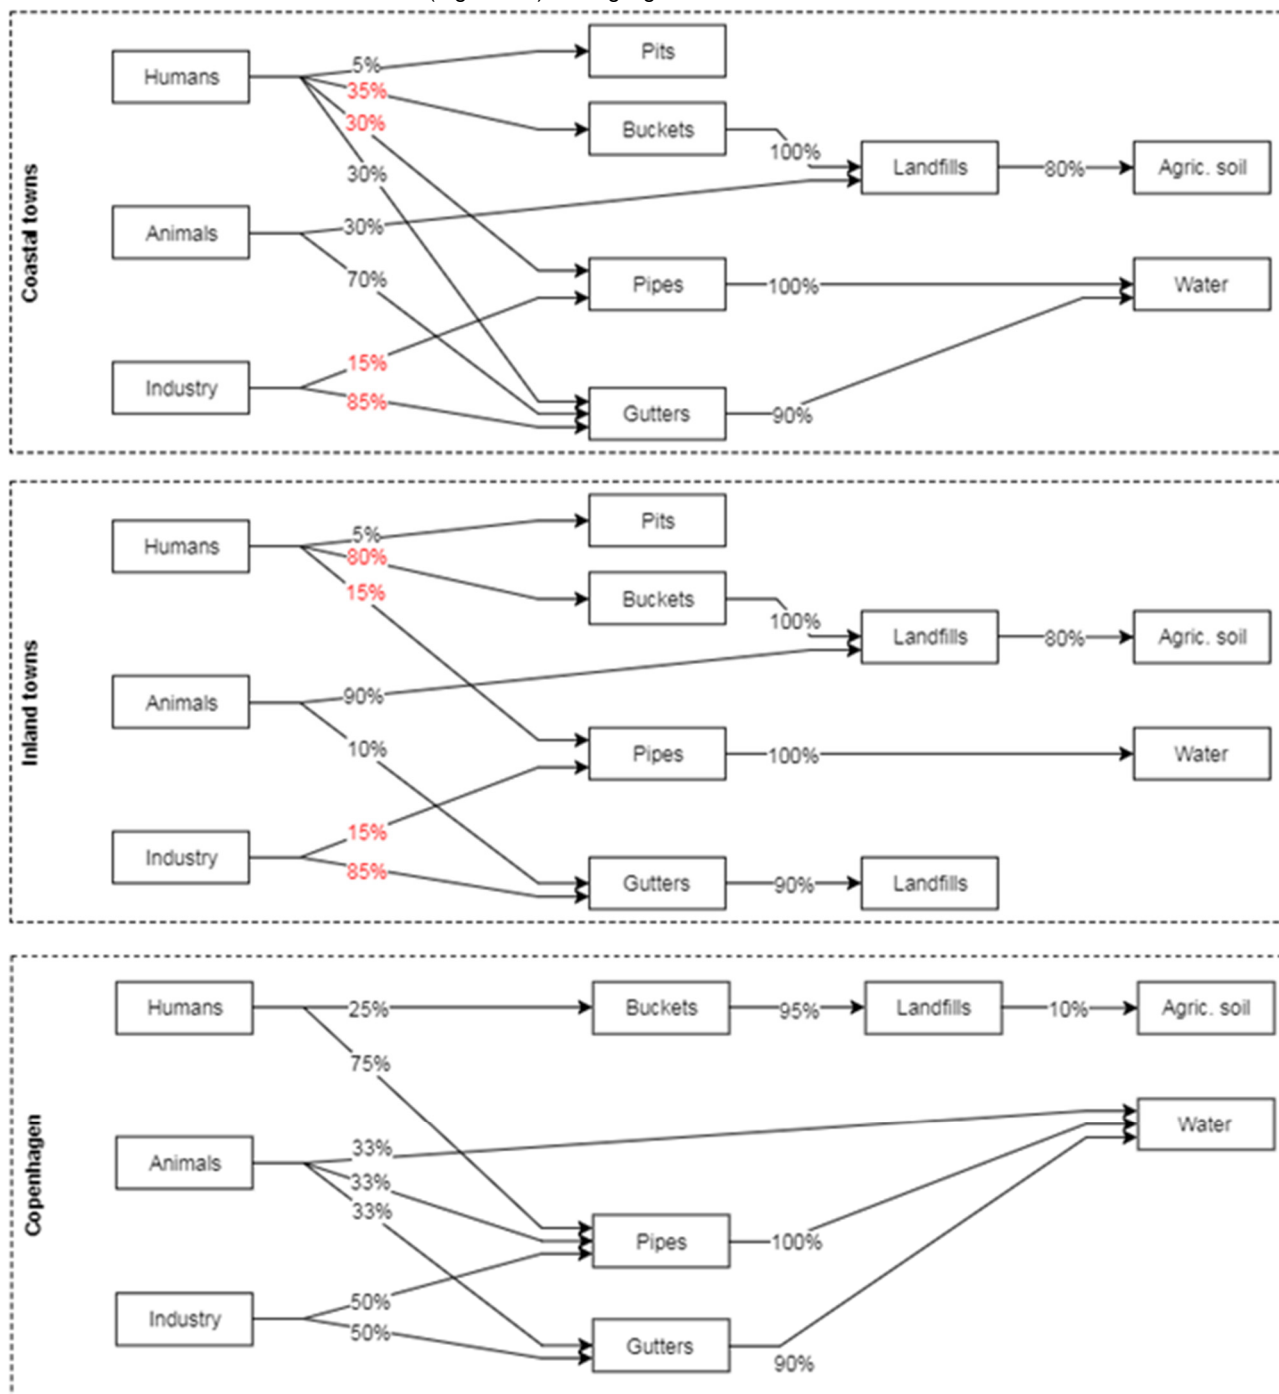 Coastal towns
Humans
5%
35%
30%
30%
Pits
Buckets
100%
Landfills
80%
Agric. soil
Animals
30%
70%
Pipes
100%
Water
Industry
15%
85%
Gutters
90%
Inland towns
Humans
5%
80%
15%
Pits
Buckets
100%
Landfills
80%
Agric. soil
Animals
90%
10%
Pipes
100%
Water
Industry
15%
85%
Gutters
90%
Landfills
Copenhagen
Humans
25%
75%
Buckets
95%
Landfills
10%
Agric. soil
Animals
33%
33%
33%
Water
Pipes
100%
Industry
50%
50%
Gutters
90%